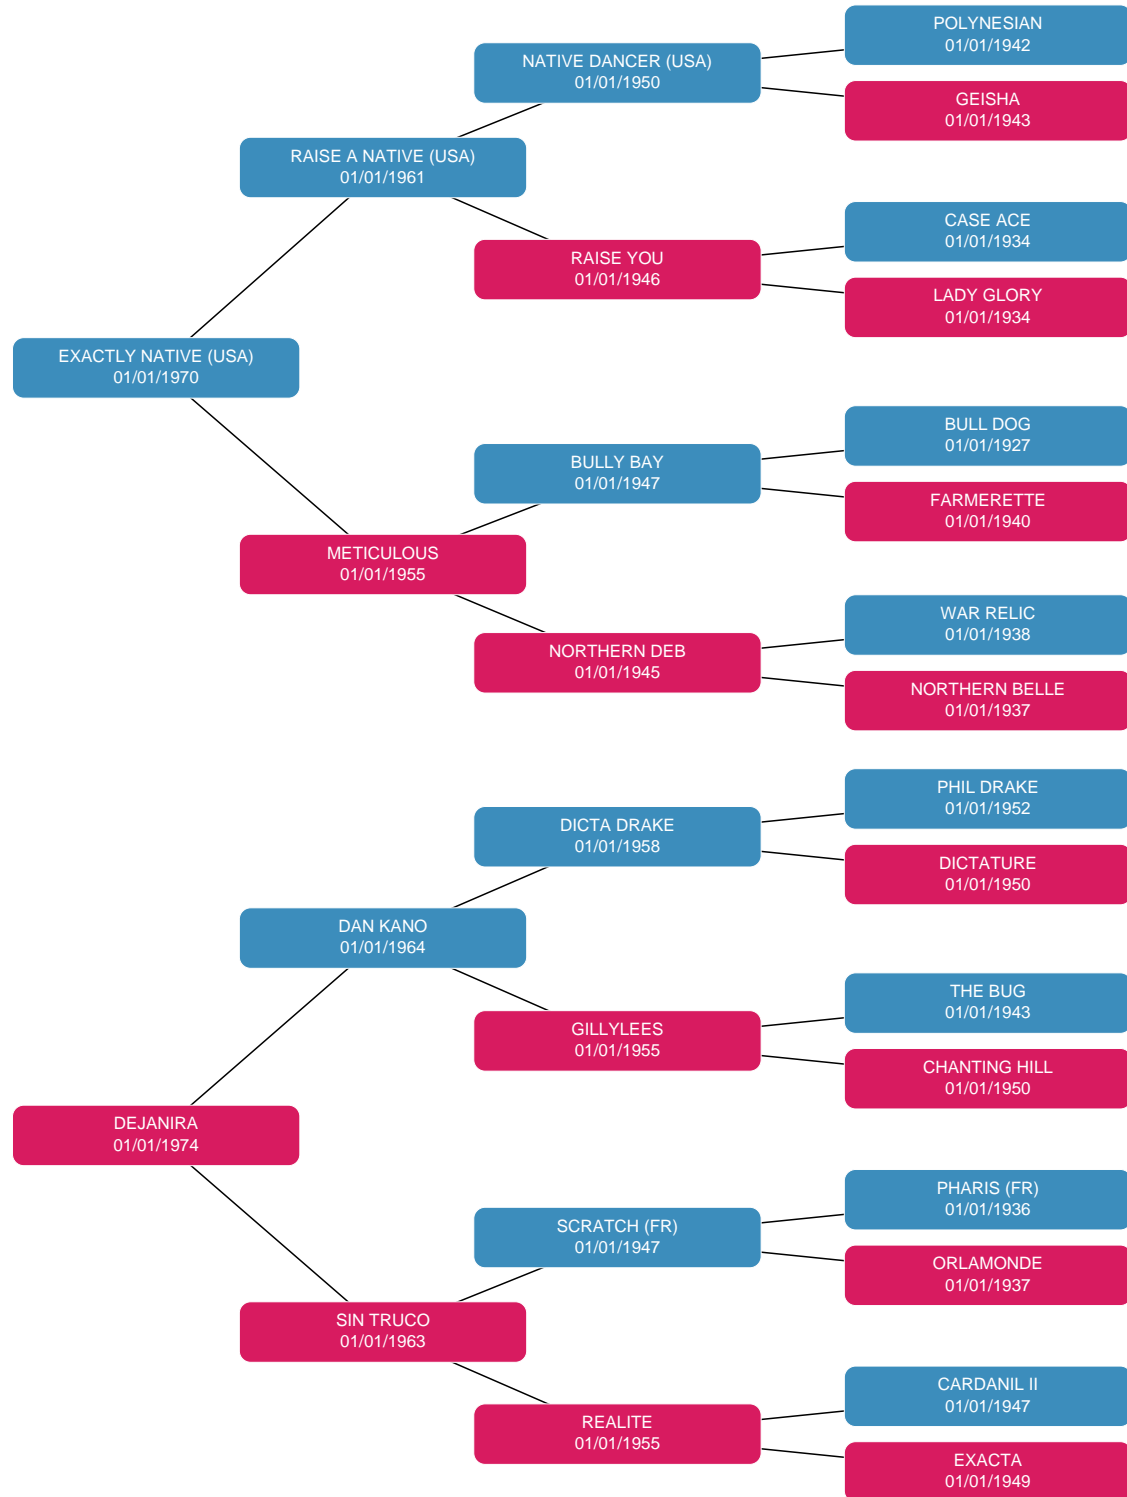 POLYNESIAN
01/01/1942
NATIVE DANCER (USA)
01/01/1950
GEISHA
01/01/1943
RAISE A NATIVE (USA)
01/01/1961
CASE ACE
01/01/1934
RAISE YOU
01/01/1946
LADY GLORY
01/01/1934
EXACTLY NATIVE (USA)
01/01/1970
BULL DOG
01/01/1927
BULLY BAY
01/01/1947
FARMERETTE
01/01/1940
METICULOUS
01/01/1955
WAR RELIC
01/01/1938
NORTHERN DEB
01/01/1945
NORTHERN BELLE
01/01/1937
PHIL DRAKE
01/01/1952
DICTA DRAKE
01/01/1958
DICTATURE
01/01/1950
DAN KANO
01/01/1964
THE BUG
01/01/1943
GILLYLEES
01/01/1955
CHANTING HILL
01/01/1950
DEJANIRA
01/01/1974
PHARIS (FR)
01/01/1936
SCRATCH (FR)
01/01/1947
ORLAMONDE
01/01/1937
SIN TRUCO
01/01/1963
CARDANIL II
01/01/1947
REALITE
01/01/1955
EXACTA
01/01/1949